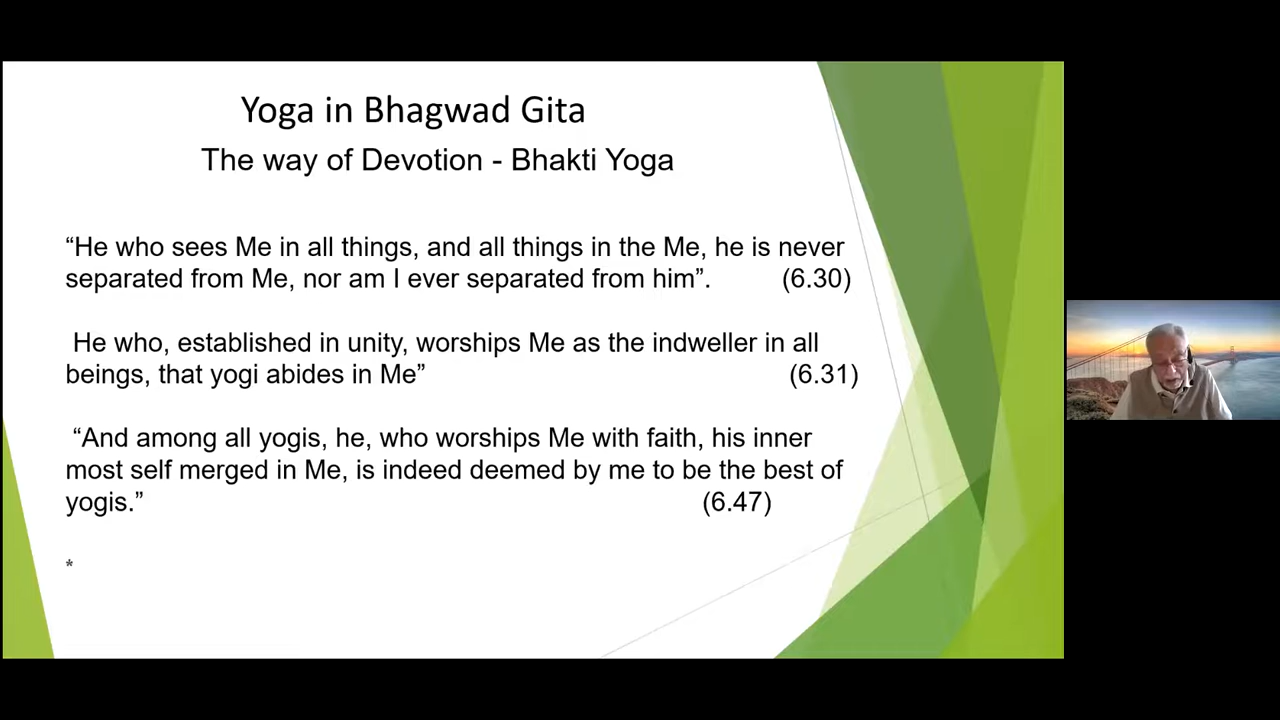 Yoga in Bhagwad Gita
The way of Devotion - Bhakti Yoga
“He who sees Me in all things, and all things in the Me, he is never
separated from Me, nor am I ever separated from him”. (6.30)
He who, established in unity, worships Me as the indweller in all
beings, that yogi abides in Me” (6.31)
“And among all yogis, he, who worships Me with faith, his inner
most self merged in Me, is indeed deemed by me to be the best of
yogis.” (6.47)
*